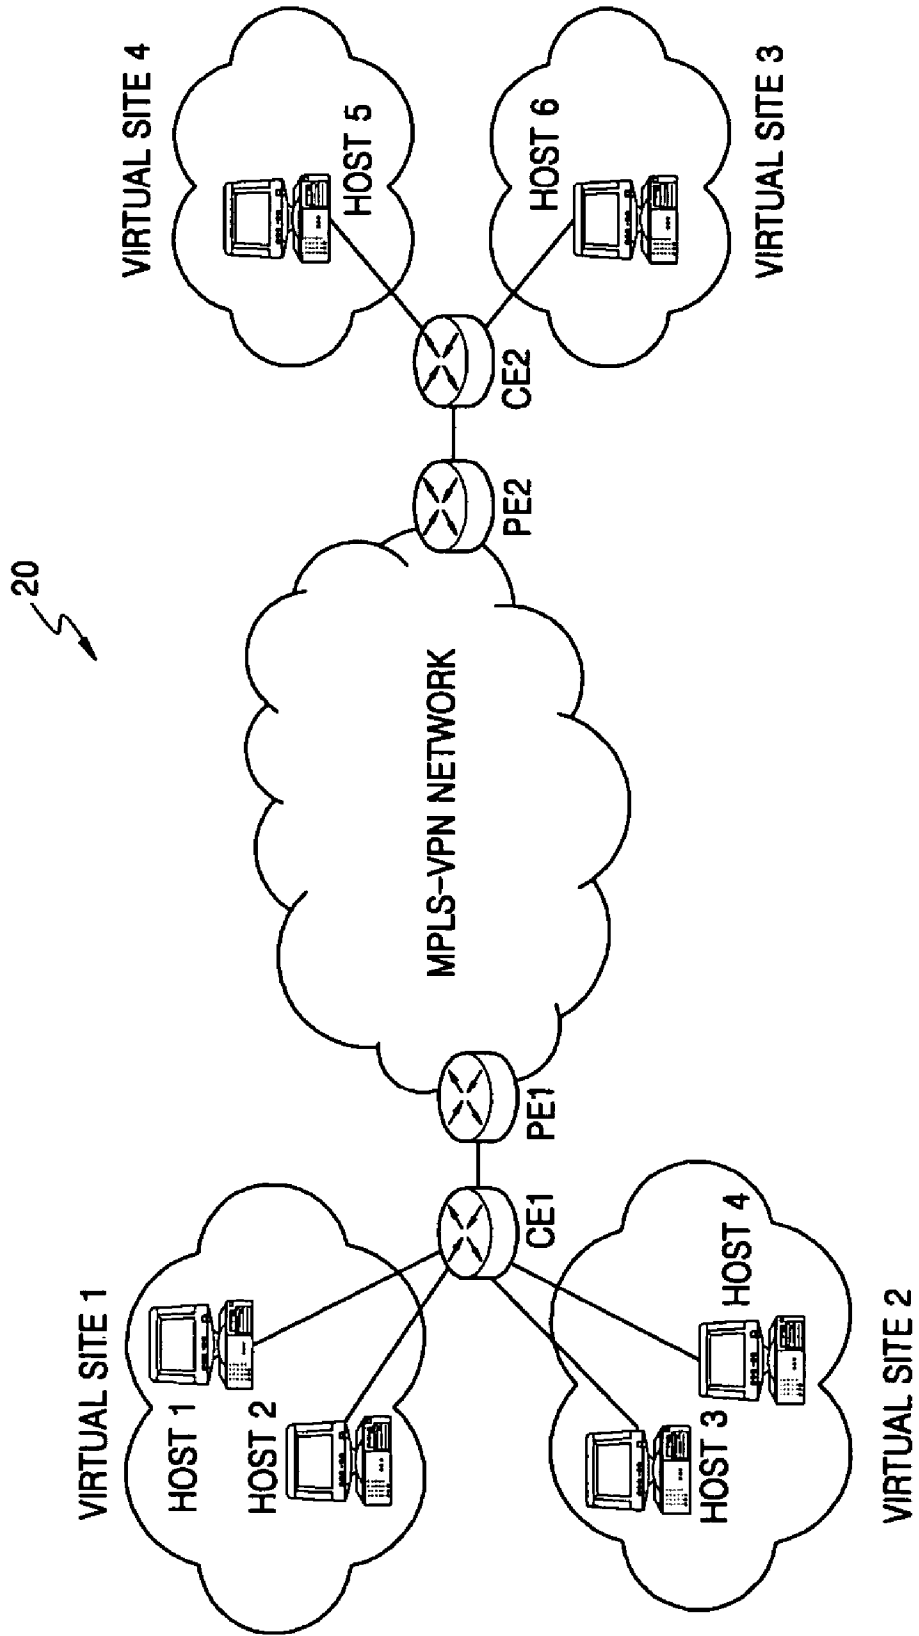 20
VIRTUAL SITE 1
HOST 1
HOST 2
VIRTUAL SITE 4
HOST 5
CE1
PE1
MPLS-VPN NETWORK
PE2
CE2
HOST 3
HOST 4
VIRTUAL SITE 2
HOST 6
VIRTUAL SITE 3